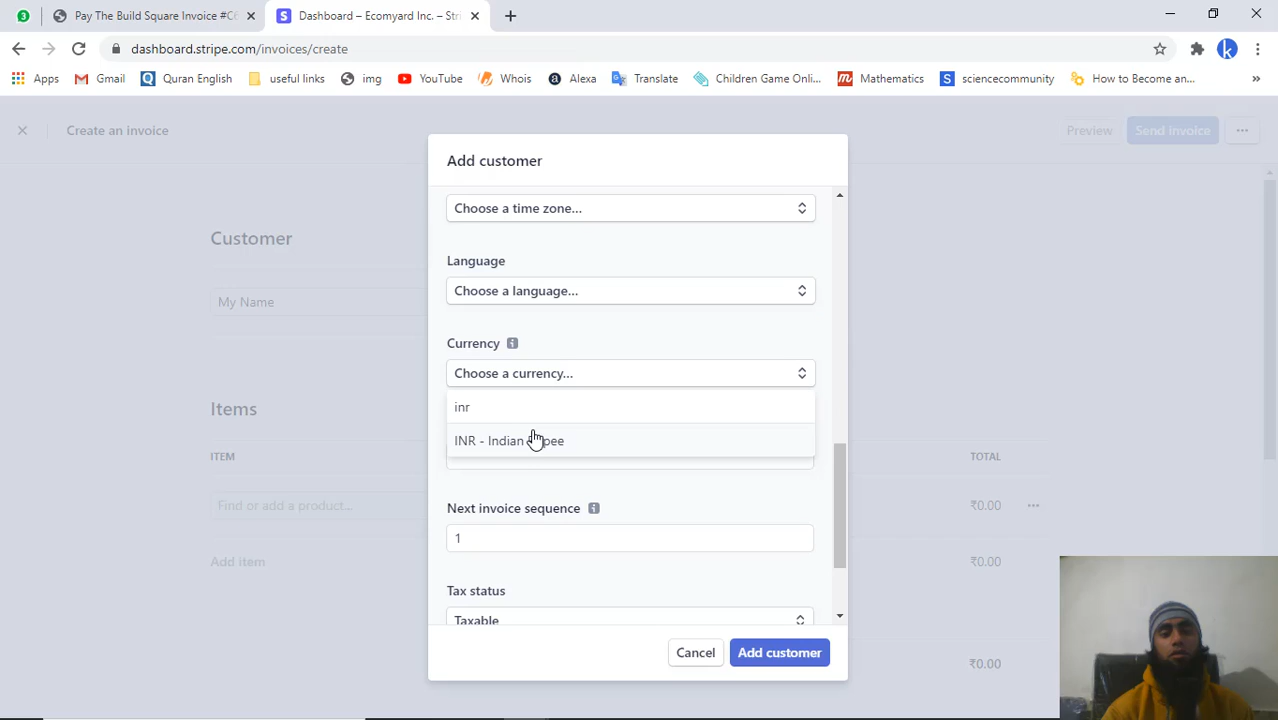 3
Pay The Build Square Invoice #C6
Dashboard – Ecomyard Inc. – Stri
dashboard.stripe.com/invoices/create
Apps
Gmail
Quran English
useful links
img
YouTube
Whois
Alexa
Translate
Children Game Onli...
Mathematics
sciencecommunity
How to Become an...
»
Create an invoice
Preview
Send invoice
Add customer
Choose a time zone...
Customer
Language
Choose a language...
My Name
Currency
Choose a currency...
inr
INR - Indian
Items
ITEM
TOTAL
Find or add a product...
₹0.00
Next invoice sequence
1
Add item
₹0.00
Tax status
Taxable
Cancel
Add customer
₹0.00